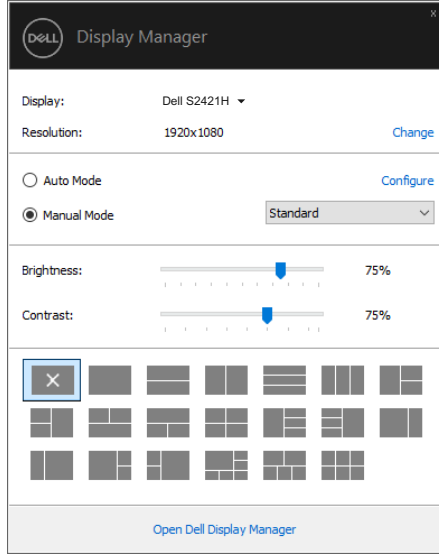 x
DELL Display Manager
Display: Dell S2421H
Resolution: 1920x1080 Change
Auto Mode Configure
Manual Mode Standard
Brightness: 75%
Contrast: 75%
Open Dell Display Manager